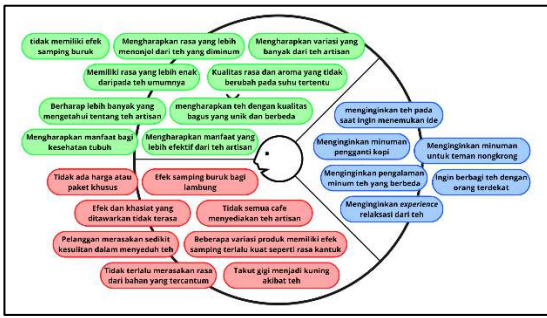 tidak memiliki efek
samping buruk
Mengharapkan rasa yang lebih
menonjol dari teh yang diminum
Mengharapkan variasi yang
banyak dari teh artisan
Memiliki rasa yang lebih enak
daripada teh umumnya
Kualitas rasa dan aroma yang tidak
berubah pada suhu tertentu
Berharap lebih banyak yang
mengetahui tentang teh artisan
mengharapkan teh dengan kualitas
bagus yang unik dan berbeda
Mengharapkan manfaat bagi
kesehatan tubuh
Mengharapkan manfaat yang
lebih efektif dari teh artisan
menginginkan teh pada
saat ingin menemukan ide
Menginginkan minuman
pengganti kopi
Menginginkan minuman
untuk teman nongkrong
Menginginkan pengalaman
minum teh yang berbeda
Ingin berbagi teh dengan
orang terdekat
Menginginkan experience
relaksasi dari teh
Tidak ada harga atau
paket khusus
Efek samping buruk bagi
lambung
Efek dan khasiat yang
ditawarkan tidak terasa
Tidak semua cafe
menyediakan teh artisan
Pelanggan merasakan sedikit
kesulitan dalam menyeduh teh
Beberapa variasi produk memiliki efek
samping terlalu kuat seperti rasa kantuk
Tidak terlalu merasakan rasa
dari bahan yang tercantum
Takut gigi menjadi kuning
akibat teh